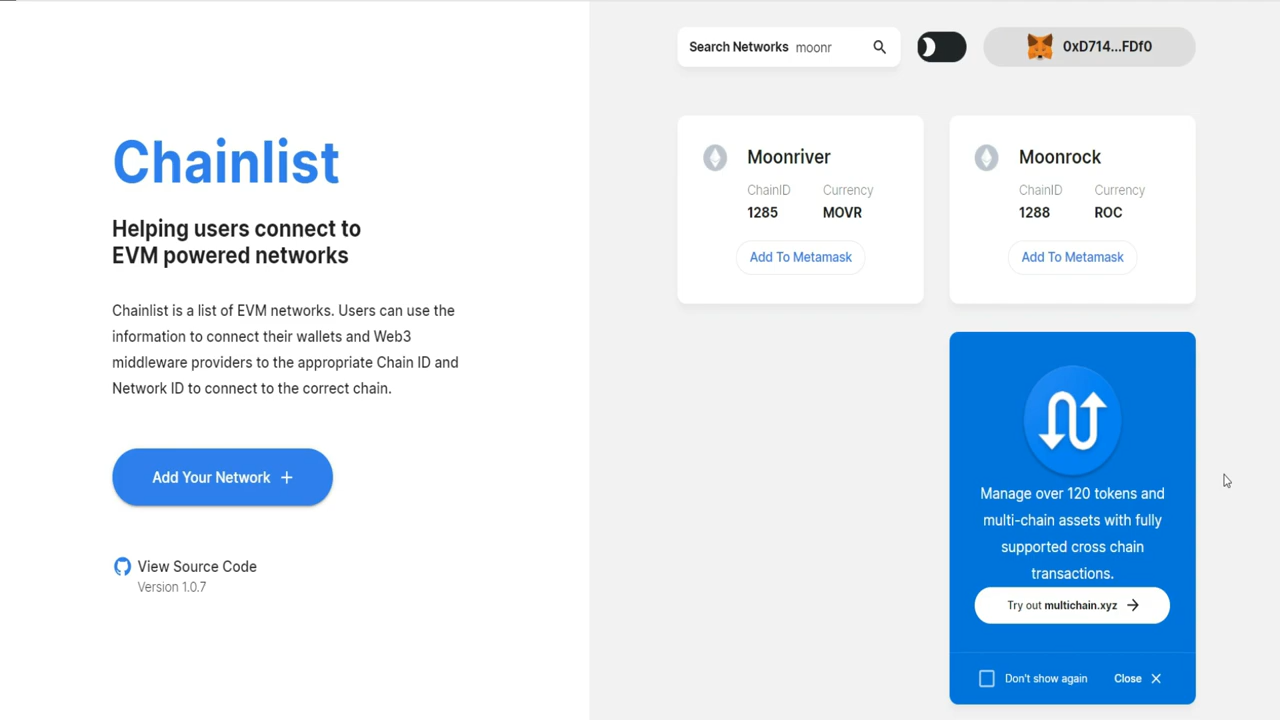 Search Networks moonr
0xD714...FDf0
Chainlist
Helping users connect to
EVM powered networks
Chainlist is a list of EVM networks. Users can use the
information to connect their wallets and Web3
middleware providers to the appropriate Chain ID and
Network ID to connect to the correct chain.
Add Your Network +
View Source Code
Version 1.0.7
Moonriver
ChainID Currency
1285 MOVR
Add To Metamask
Moonrock
ChainID Currency
1288 ROC
Add To Metamask
Manage over 120 tokens and
multi-chain assets with fully
supported cross chain
transactions.
Try out multichain.xyz →
Don't show again Close ✕